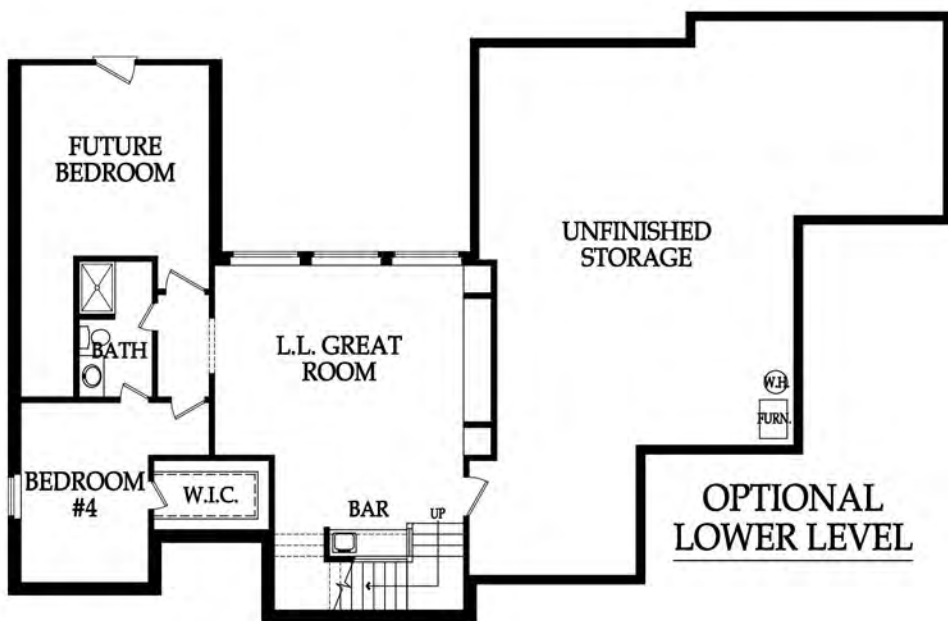 FUTURE
BEDROOM
UNFINISHED
STORAGE
BATH
L.L. GREAT
ROOM
W.H.
FURN.
BEDROOM
#4
W.I.C.
BAR
UP
OPTIONAL
LOWER LEVEL